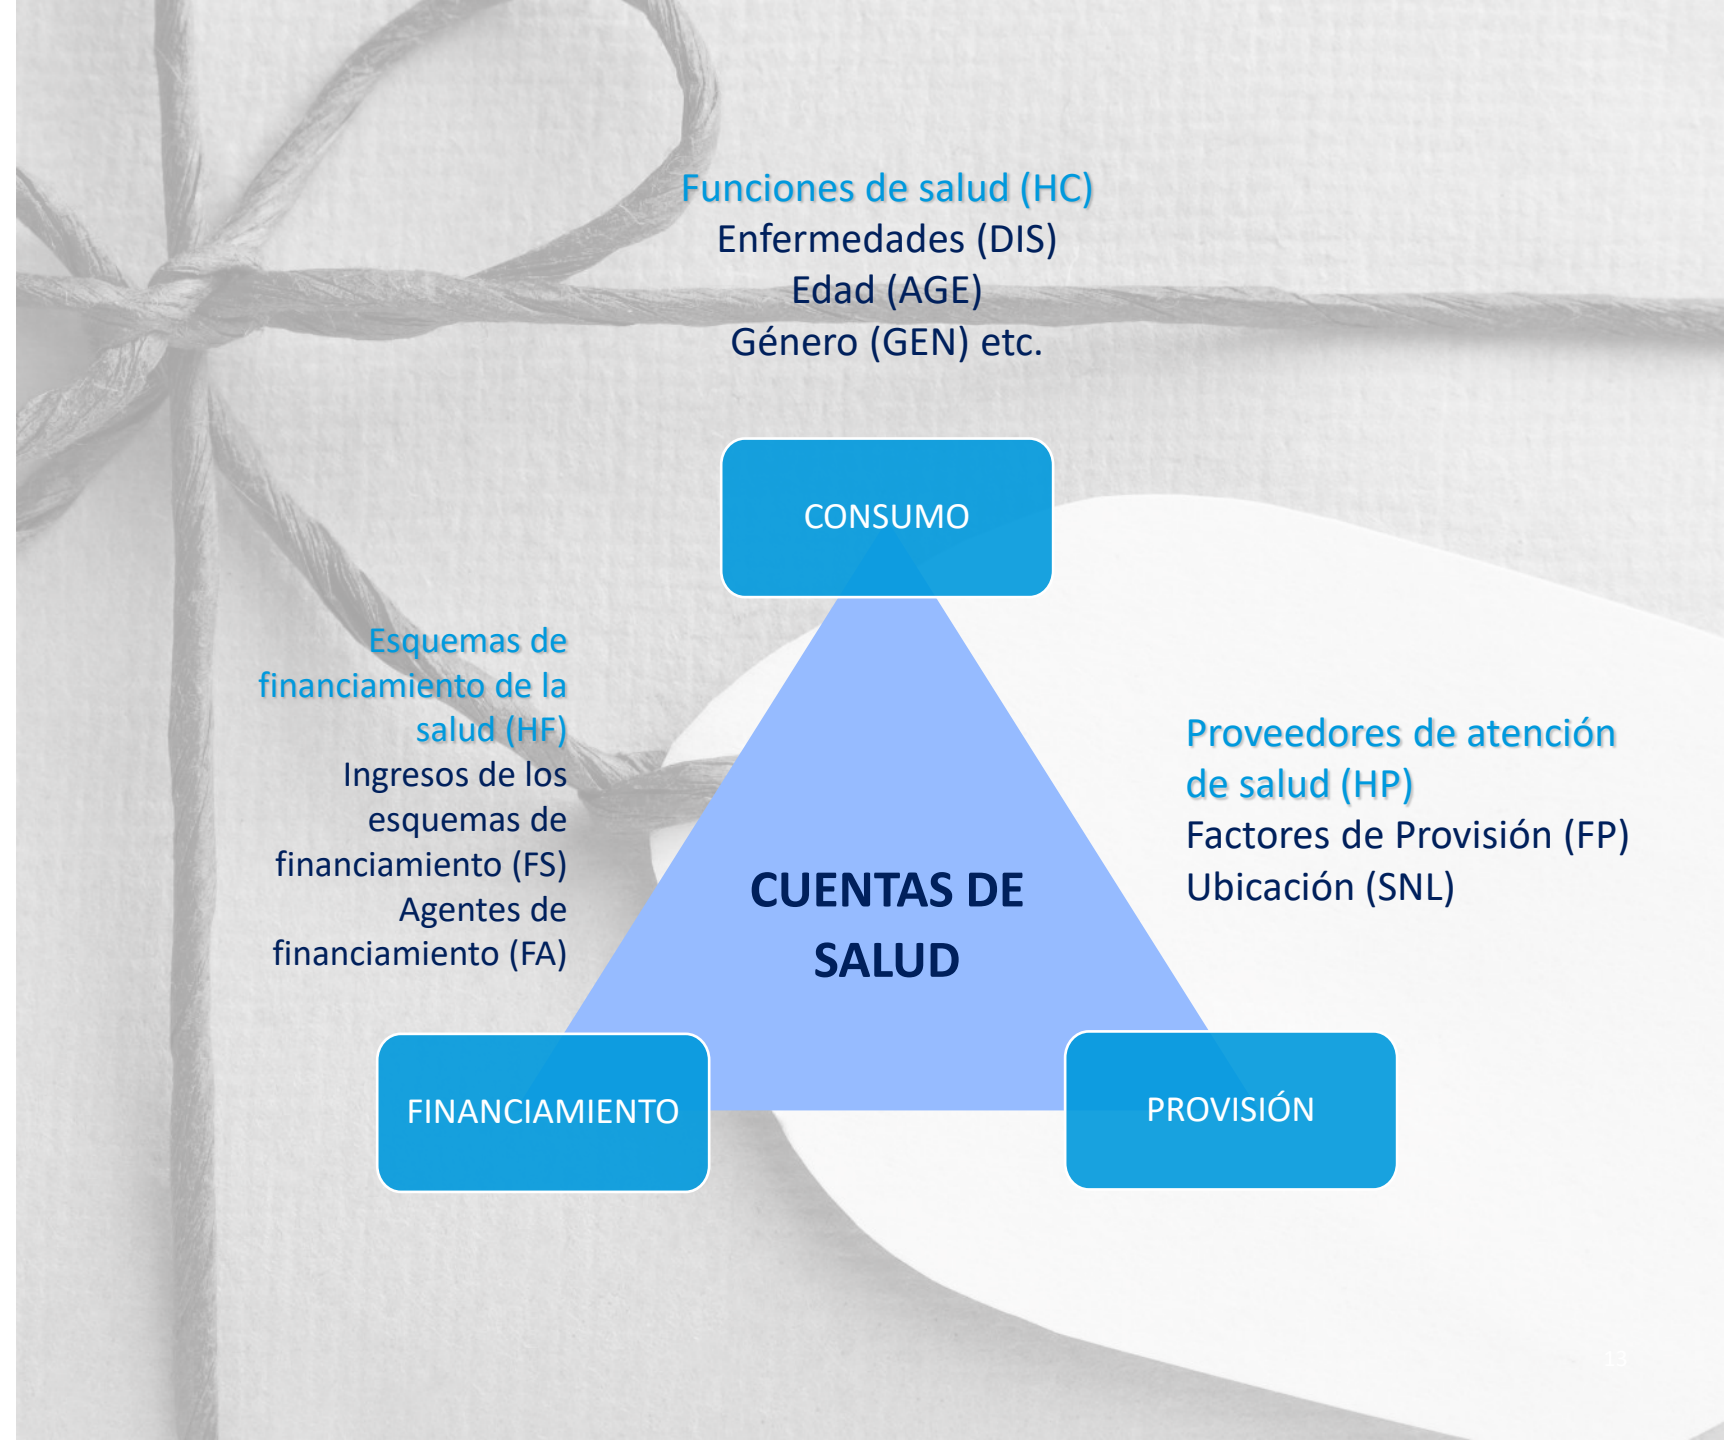 Funciones de salud (HC)
Enfermedades (DIS)
Edad (AGE)
Género (GEN) etc.
CONSUMO
Esquemas de
financiamiento de la
salud (HF)
Ingresos de los
esquemas de
financiamiento (FS)
Agentes de
financiamiento (FA)
Proveedores de atención
de salud (HP)
Factores de Provisión (FP)
Ubicación (SNL)
CUENTAS DE
SALUD
FINANCIAMIENTO
PROVISIÓN
13